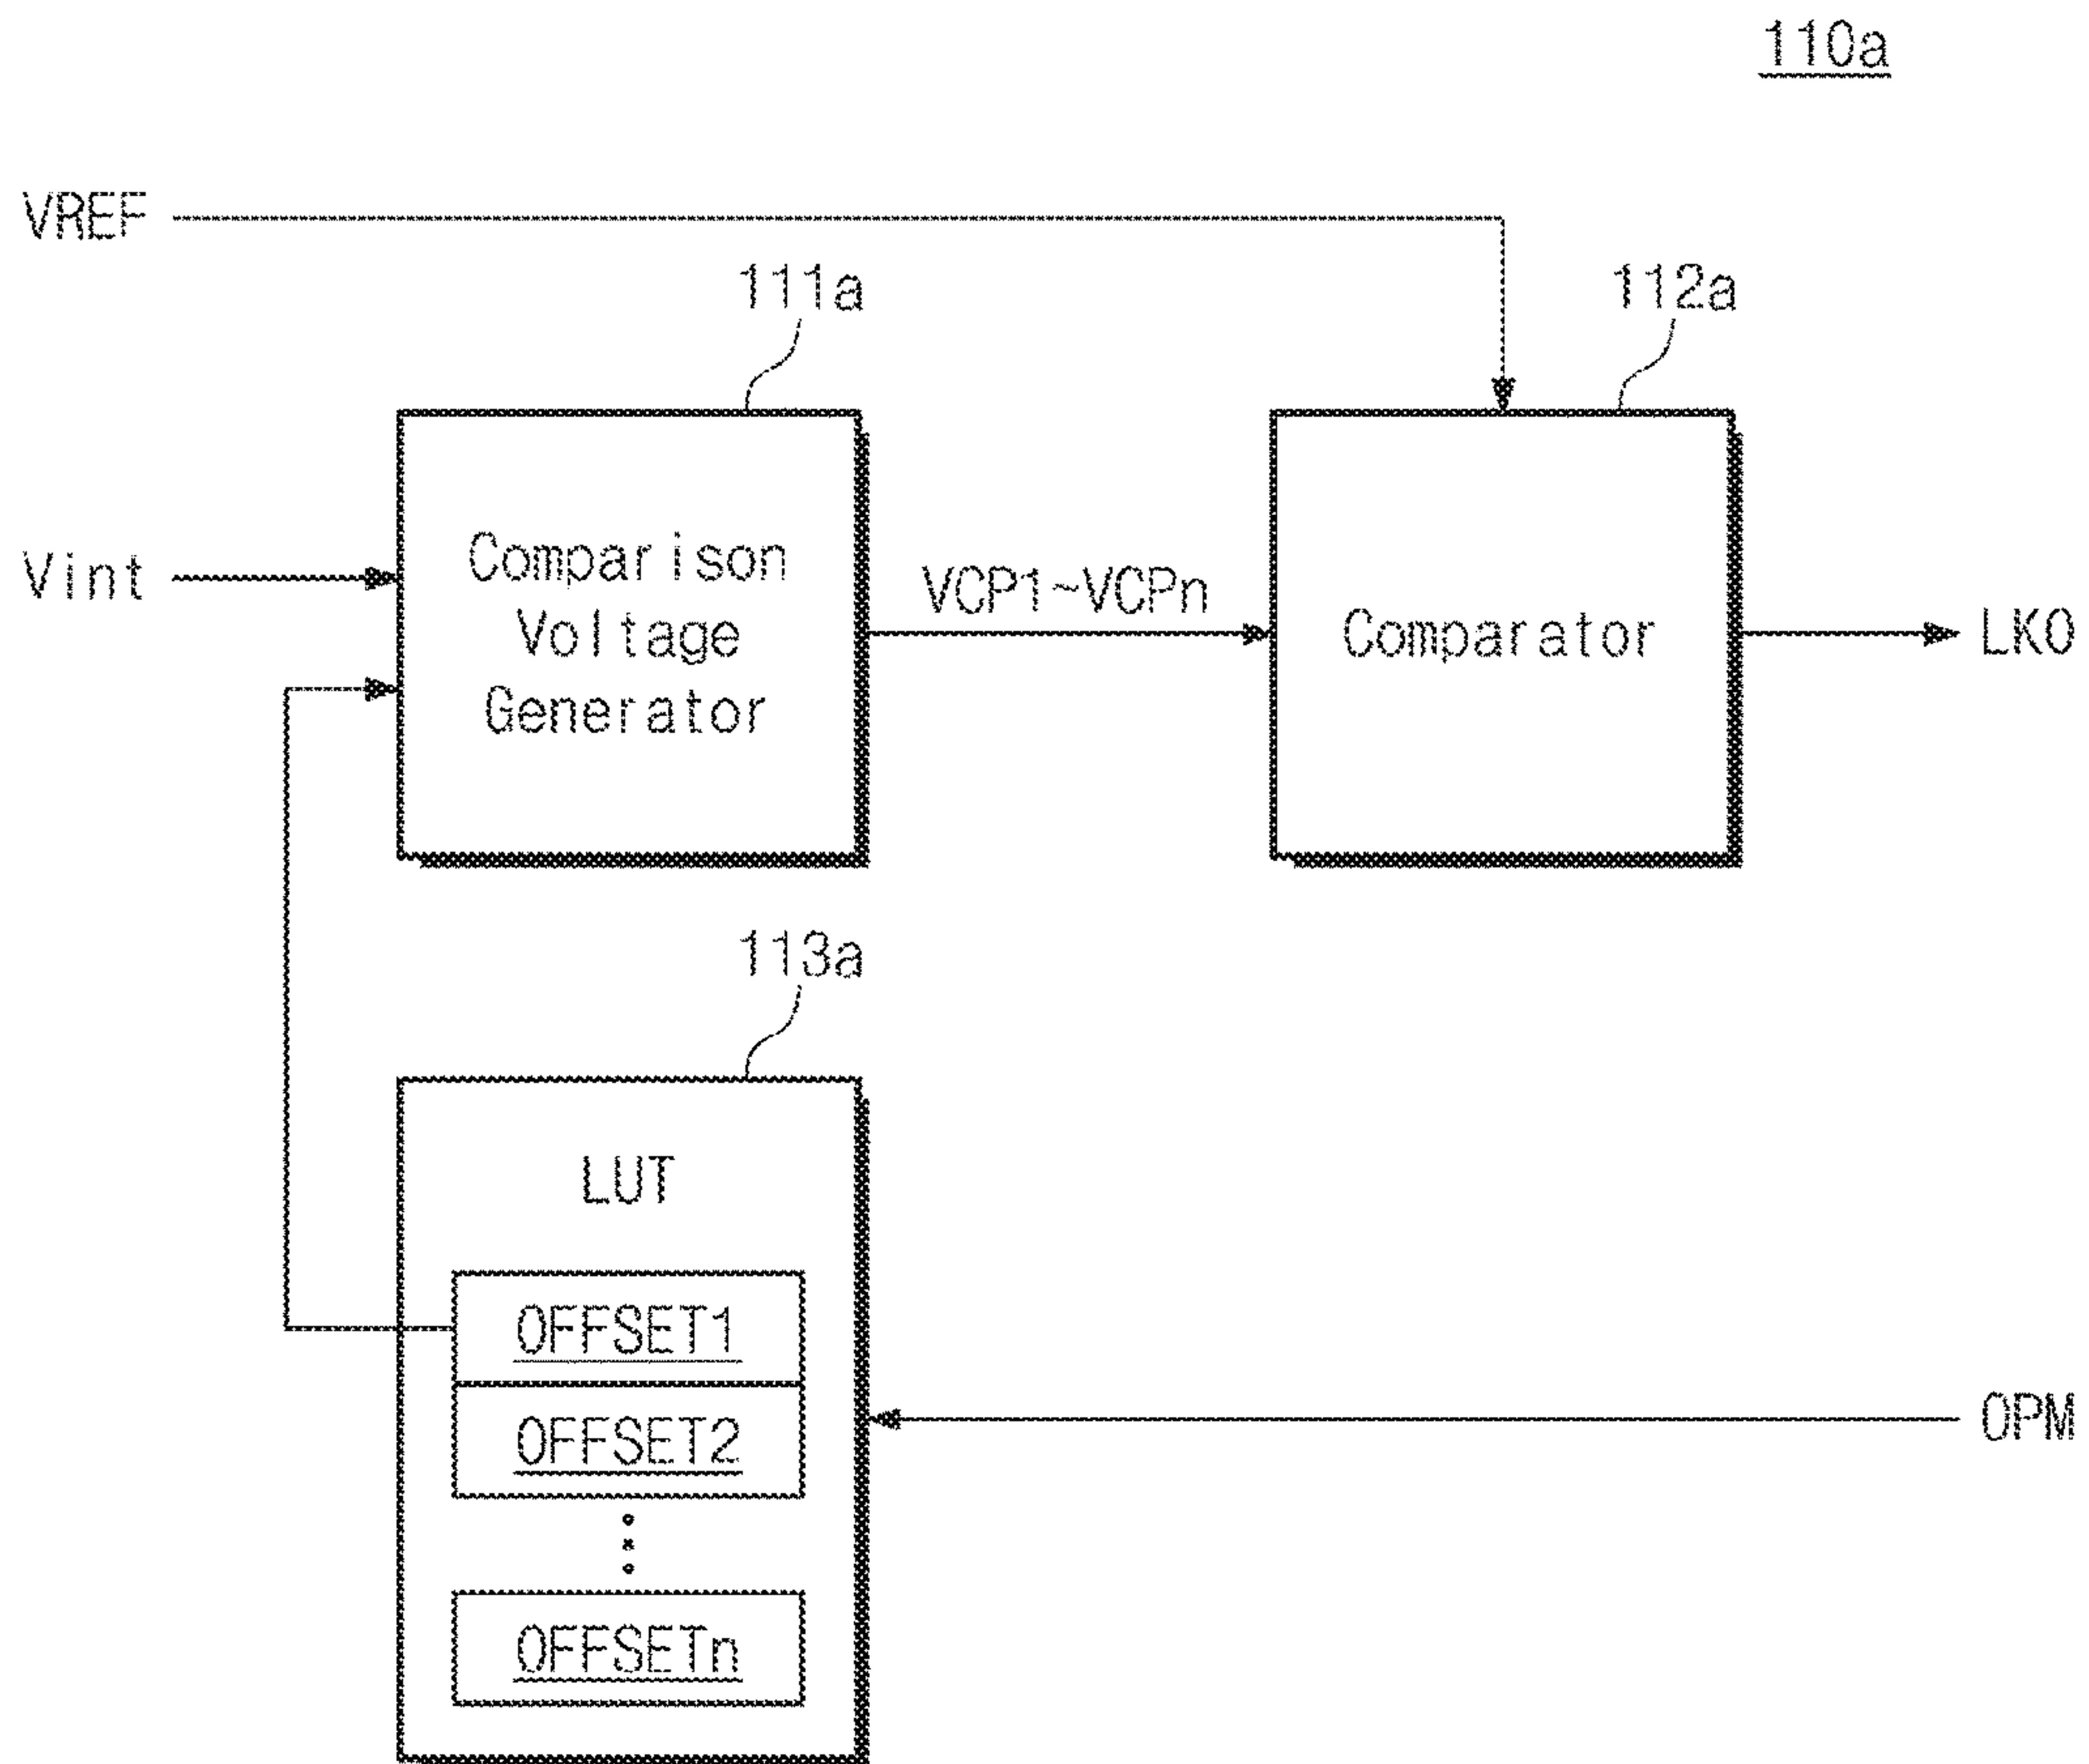 110a
VREF
111a
112a
Vint
Comparison
Voltage
Generator
VCP1~VCPn
Comparator
LKO
113a
LUT
OFFSET1
OFFSET2
OFFSETn
OPM